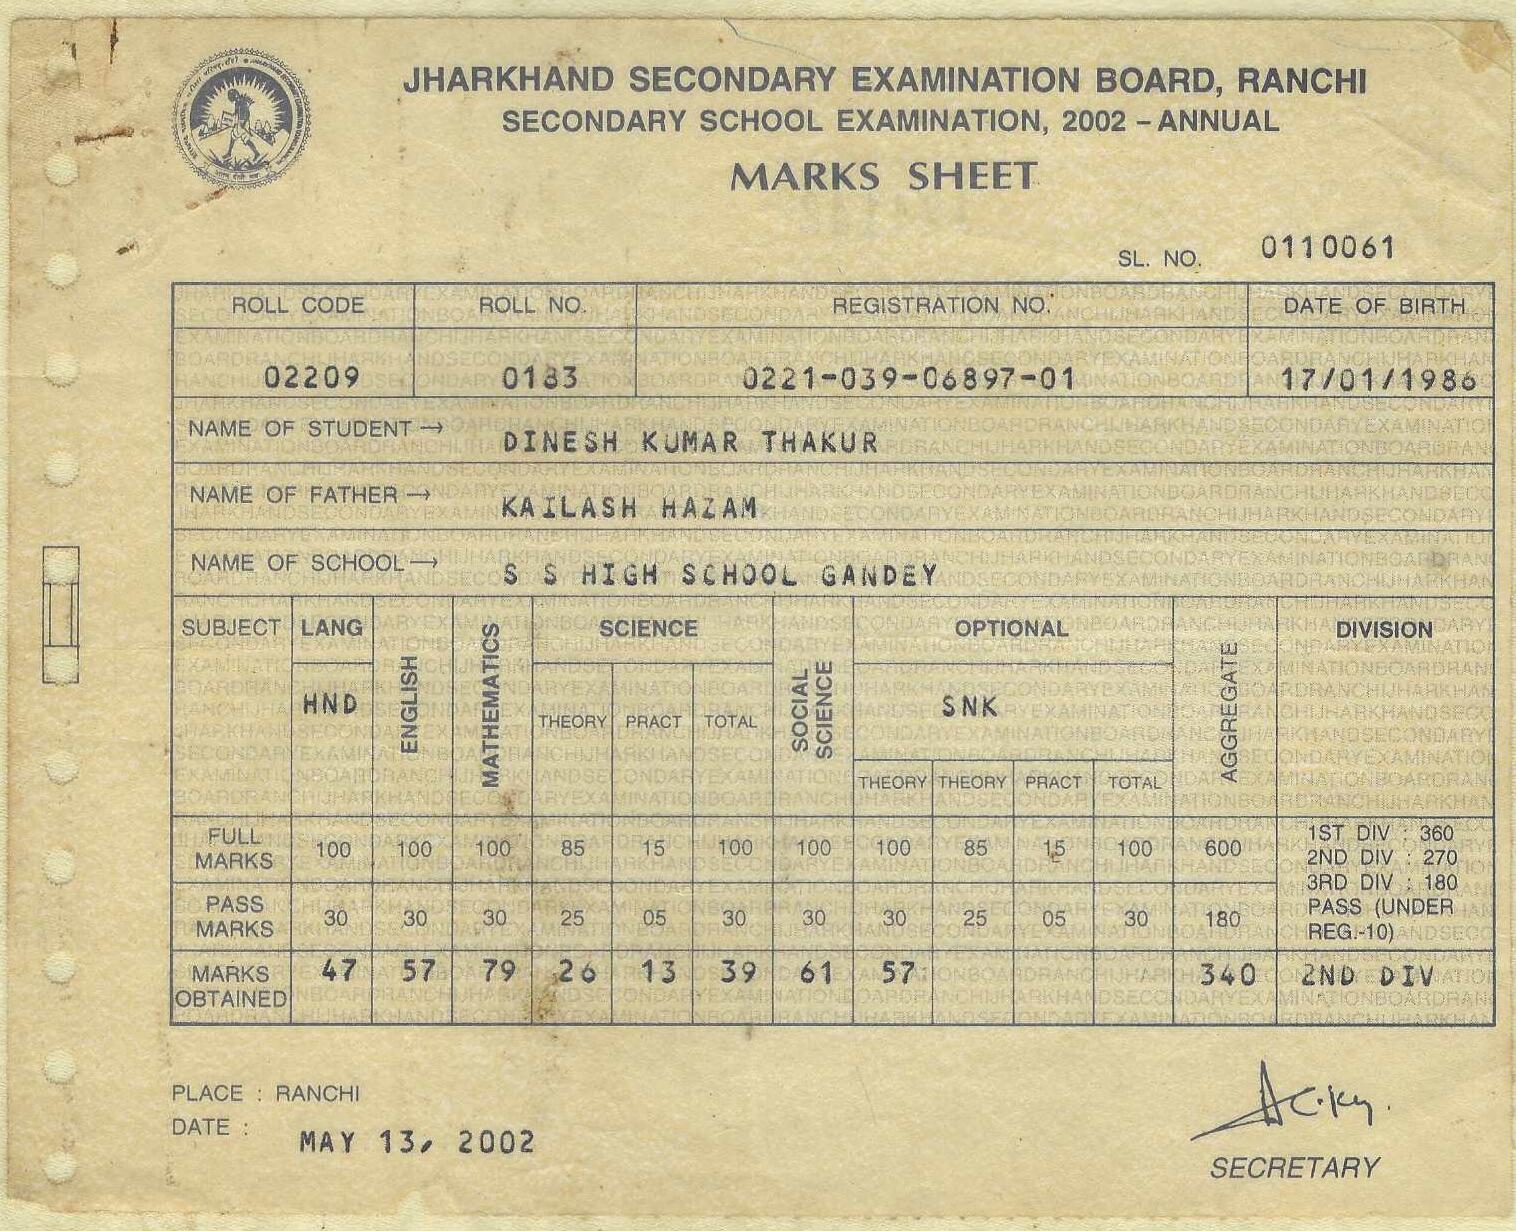 JHARKHAND SECONDARY EXAMINATION BOARD, RANCHI
SECONDARY SCHOOL EXAMINATION, 2002 – ANNUAL
MARKS SHEET
SL. NO. 0110061
ROLL CODE ROLL NO. REGISTRATION NO. DATE OF BIRTH
02209 0183 0221-039-06897-01 17/01/1986
NAME OF STUDENT → DINESH KUMAR THAKUR
NAME OF FATHER → KAILASH HAZAM
NAME OF SCHOOL → S S HIGH SCHOOL GANDEY
SUBJECT LANG ENGLISH MATHEMATICS SCIENCE SOCIAL SCIENCE OPTIONAL AGGREGATE DIVISION
HND SNK
THEORY PRACT TOTAL
THEORY THEORY PRACT TOTAL
FULL MARKS 100 100 100 85 15 100 100 100 85 15 100 600
1ST DIV : 360
2ND DIV : 270
3RD DIV : 180
PASS (UNDER
REG.-10)
PASS MARKS 30 30 30 25 05 30 30 30 25 05 30 180
MARKS OBTAINED 47 57 79 26 13 39 61 57 340 2ND DIV
PLACE : RANCHI
DATE : MAY 13, 2002
SECRETARY